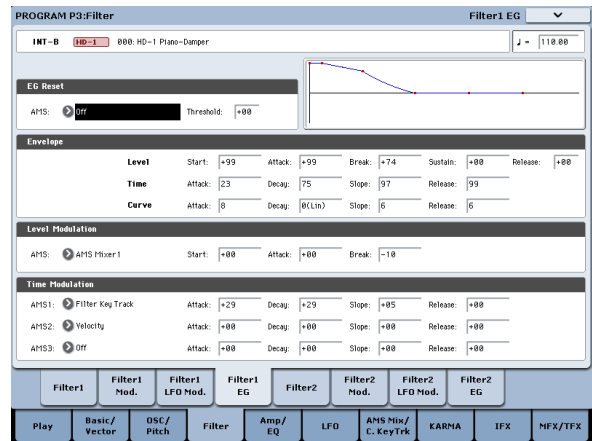 PROGRAM P3:Filter Filter1 EG
INT-B HD-1 000: HD-1 Piano-Damper ♩ = 110.00
EG Reset
AMS: Off Threshold: +00
Envelope
Level Start: +99 Attack: +99 Break: +74 Sustain: +00 Release: +00
Time Attack: 23 Decay: 75 Slope: 97 Release: 99
Curve Attack: 8 Decay: 0(Lin) Slope: 6 Release: 6
Level Modulation
AMS: AMS Mixer1 Start: +00 Attack: +00 Break: -10
Time Modulation
AMS1: Filter Key Track Attack: +29 Decay: +29 Slope: +05 Release: +00
AMS2: Velocity Attack: +00 Decay: +00 Slope: +00 Release: +00
AMS3: Off Attack: +00 Decay: +00 Slope: +00 Release: +00
Filter1 Filter1 Mod. Filter1 LFO Mod. Filter1 EG Filter2 Filter2 Mod. Filter2 LFO Mod. Filter2 EG
Play Basic/Vector OSC/Pitch Filter Amp/EQ LFO AMS Mix/C.KeyTrk KARMA IFX MFX/TFX